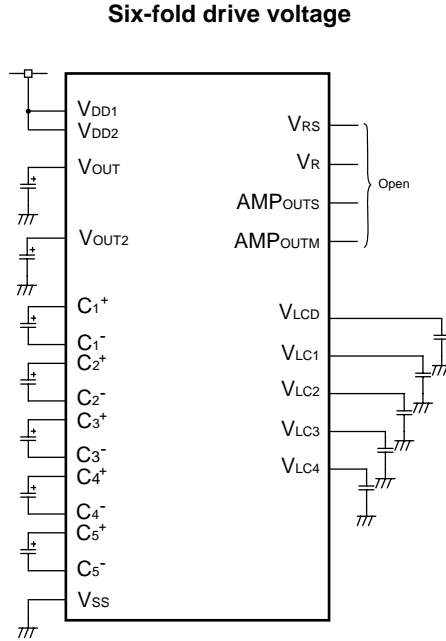 Six-fold drive voltage
VDD1
VDD2
VOUT
VOUT2
C1+
C1-
C2+
C2-
C3+
C3-
C4+
C4-
C5+
C5-
VSS
VRS
VR
AMPOUTS
AMPOUTM
Open
VLCD
VLC1
VLC2
VLC3
VLC4